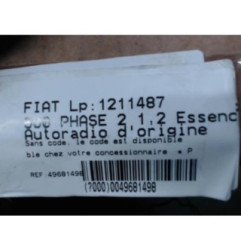 FIAT Lp:1211487
PHASE 2 1.2 Essenc
Autoradio d'origine
Sans code. le code est disponible
ble chez votre concessionnaire . P
REF.49681498
(7000)0049681498